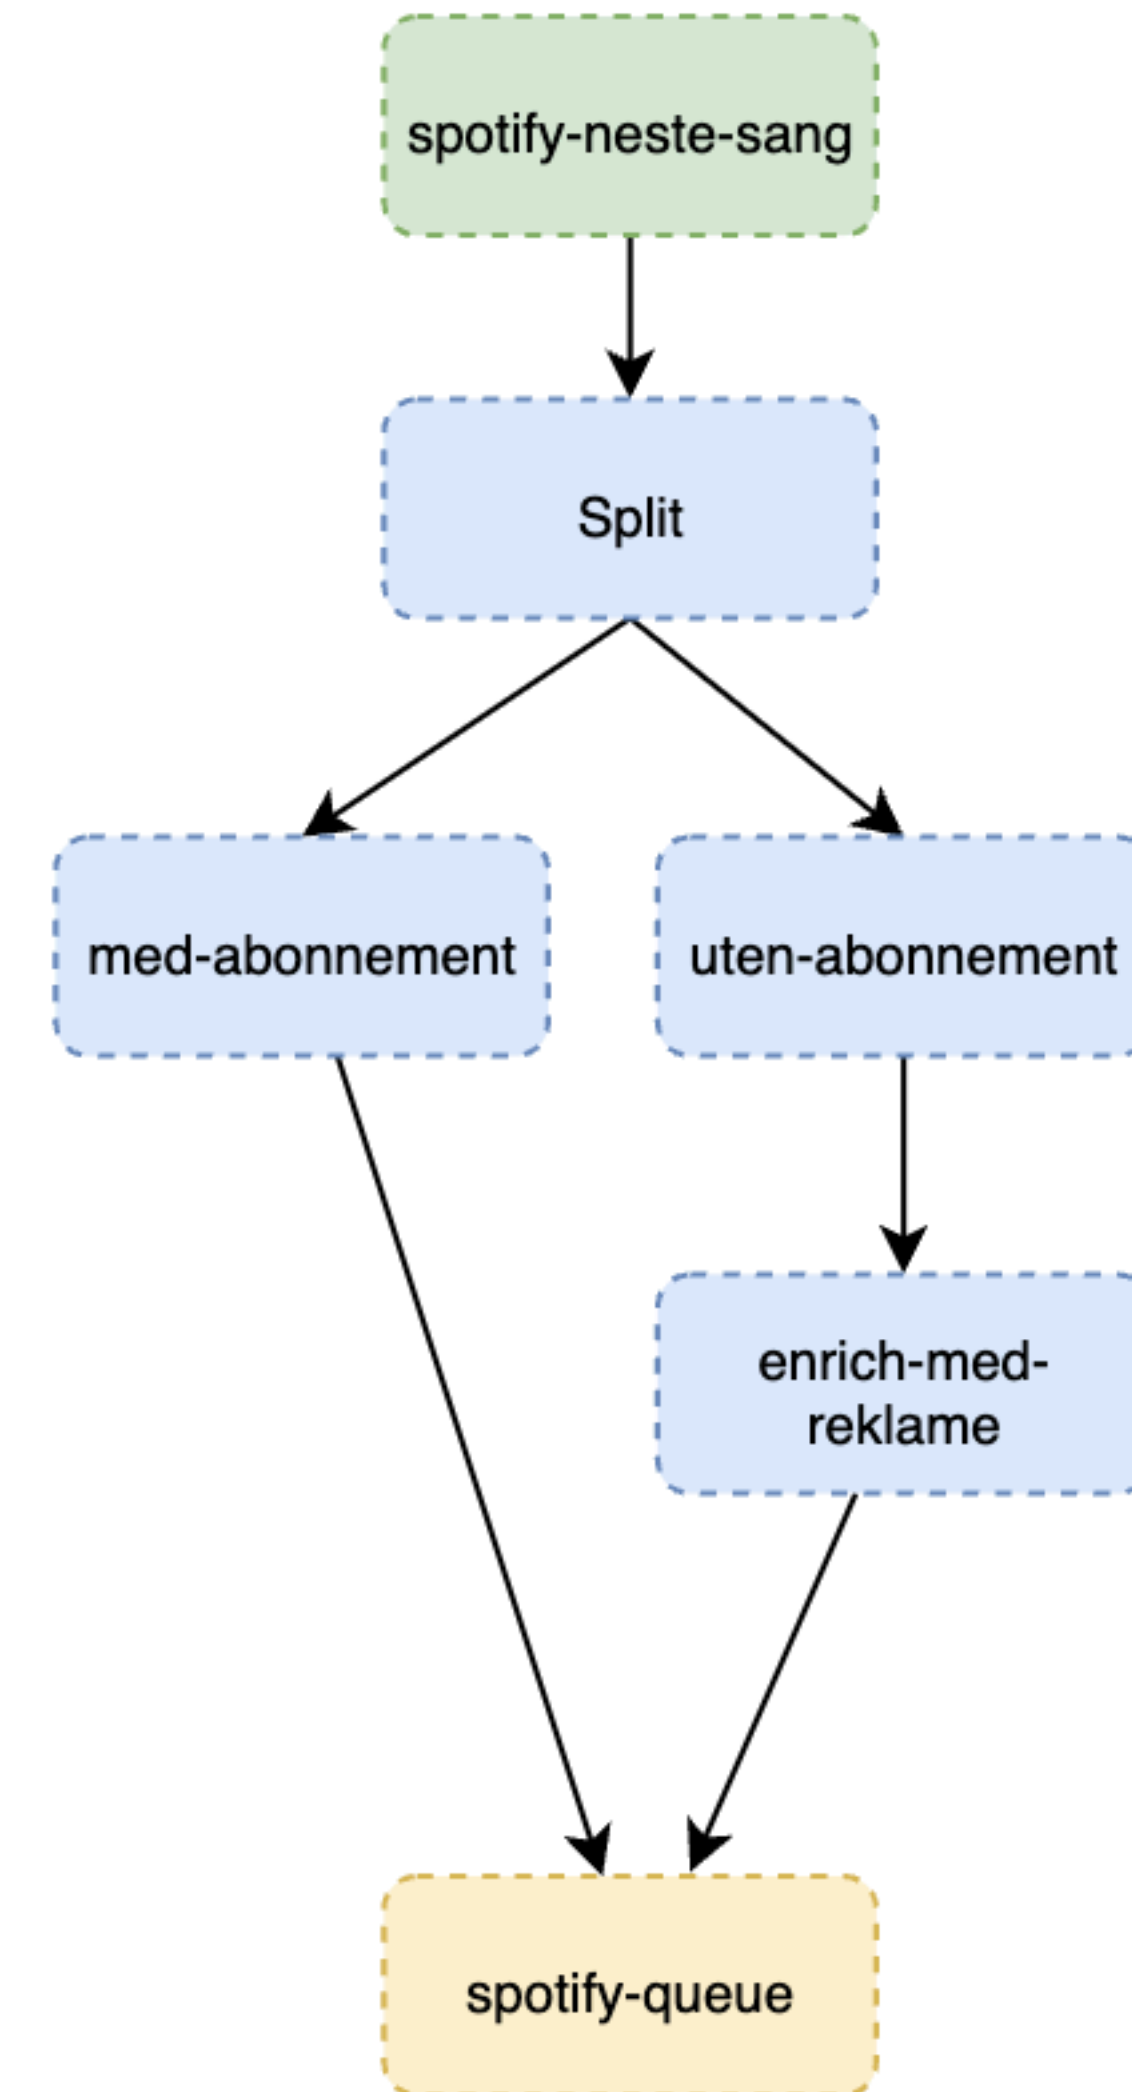 spotify-neste-sang
Split
med-abonnement
uten-abonnement
enrich-med-
reklame
spotify-queue